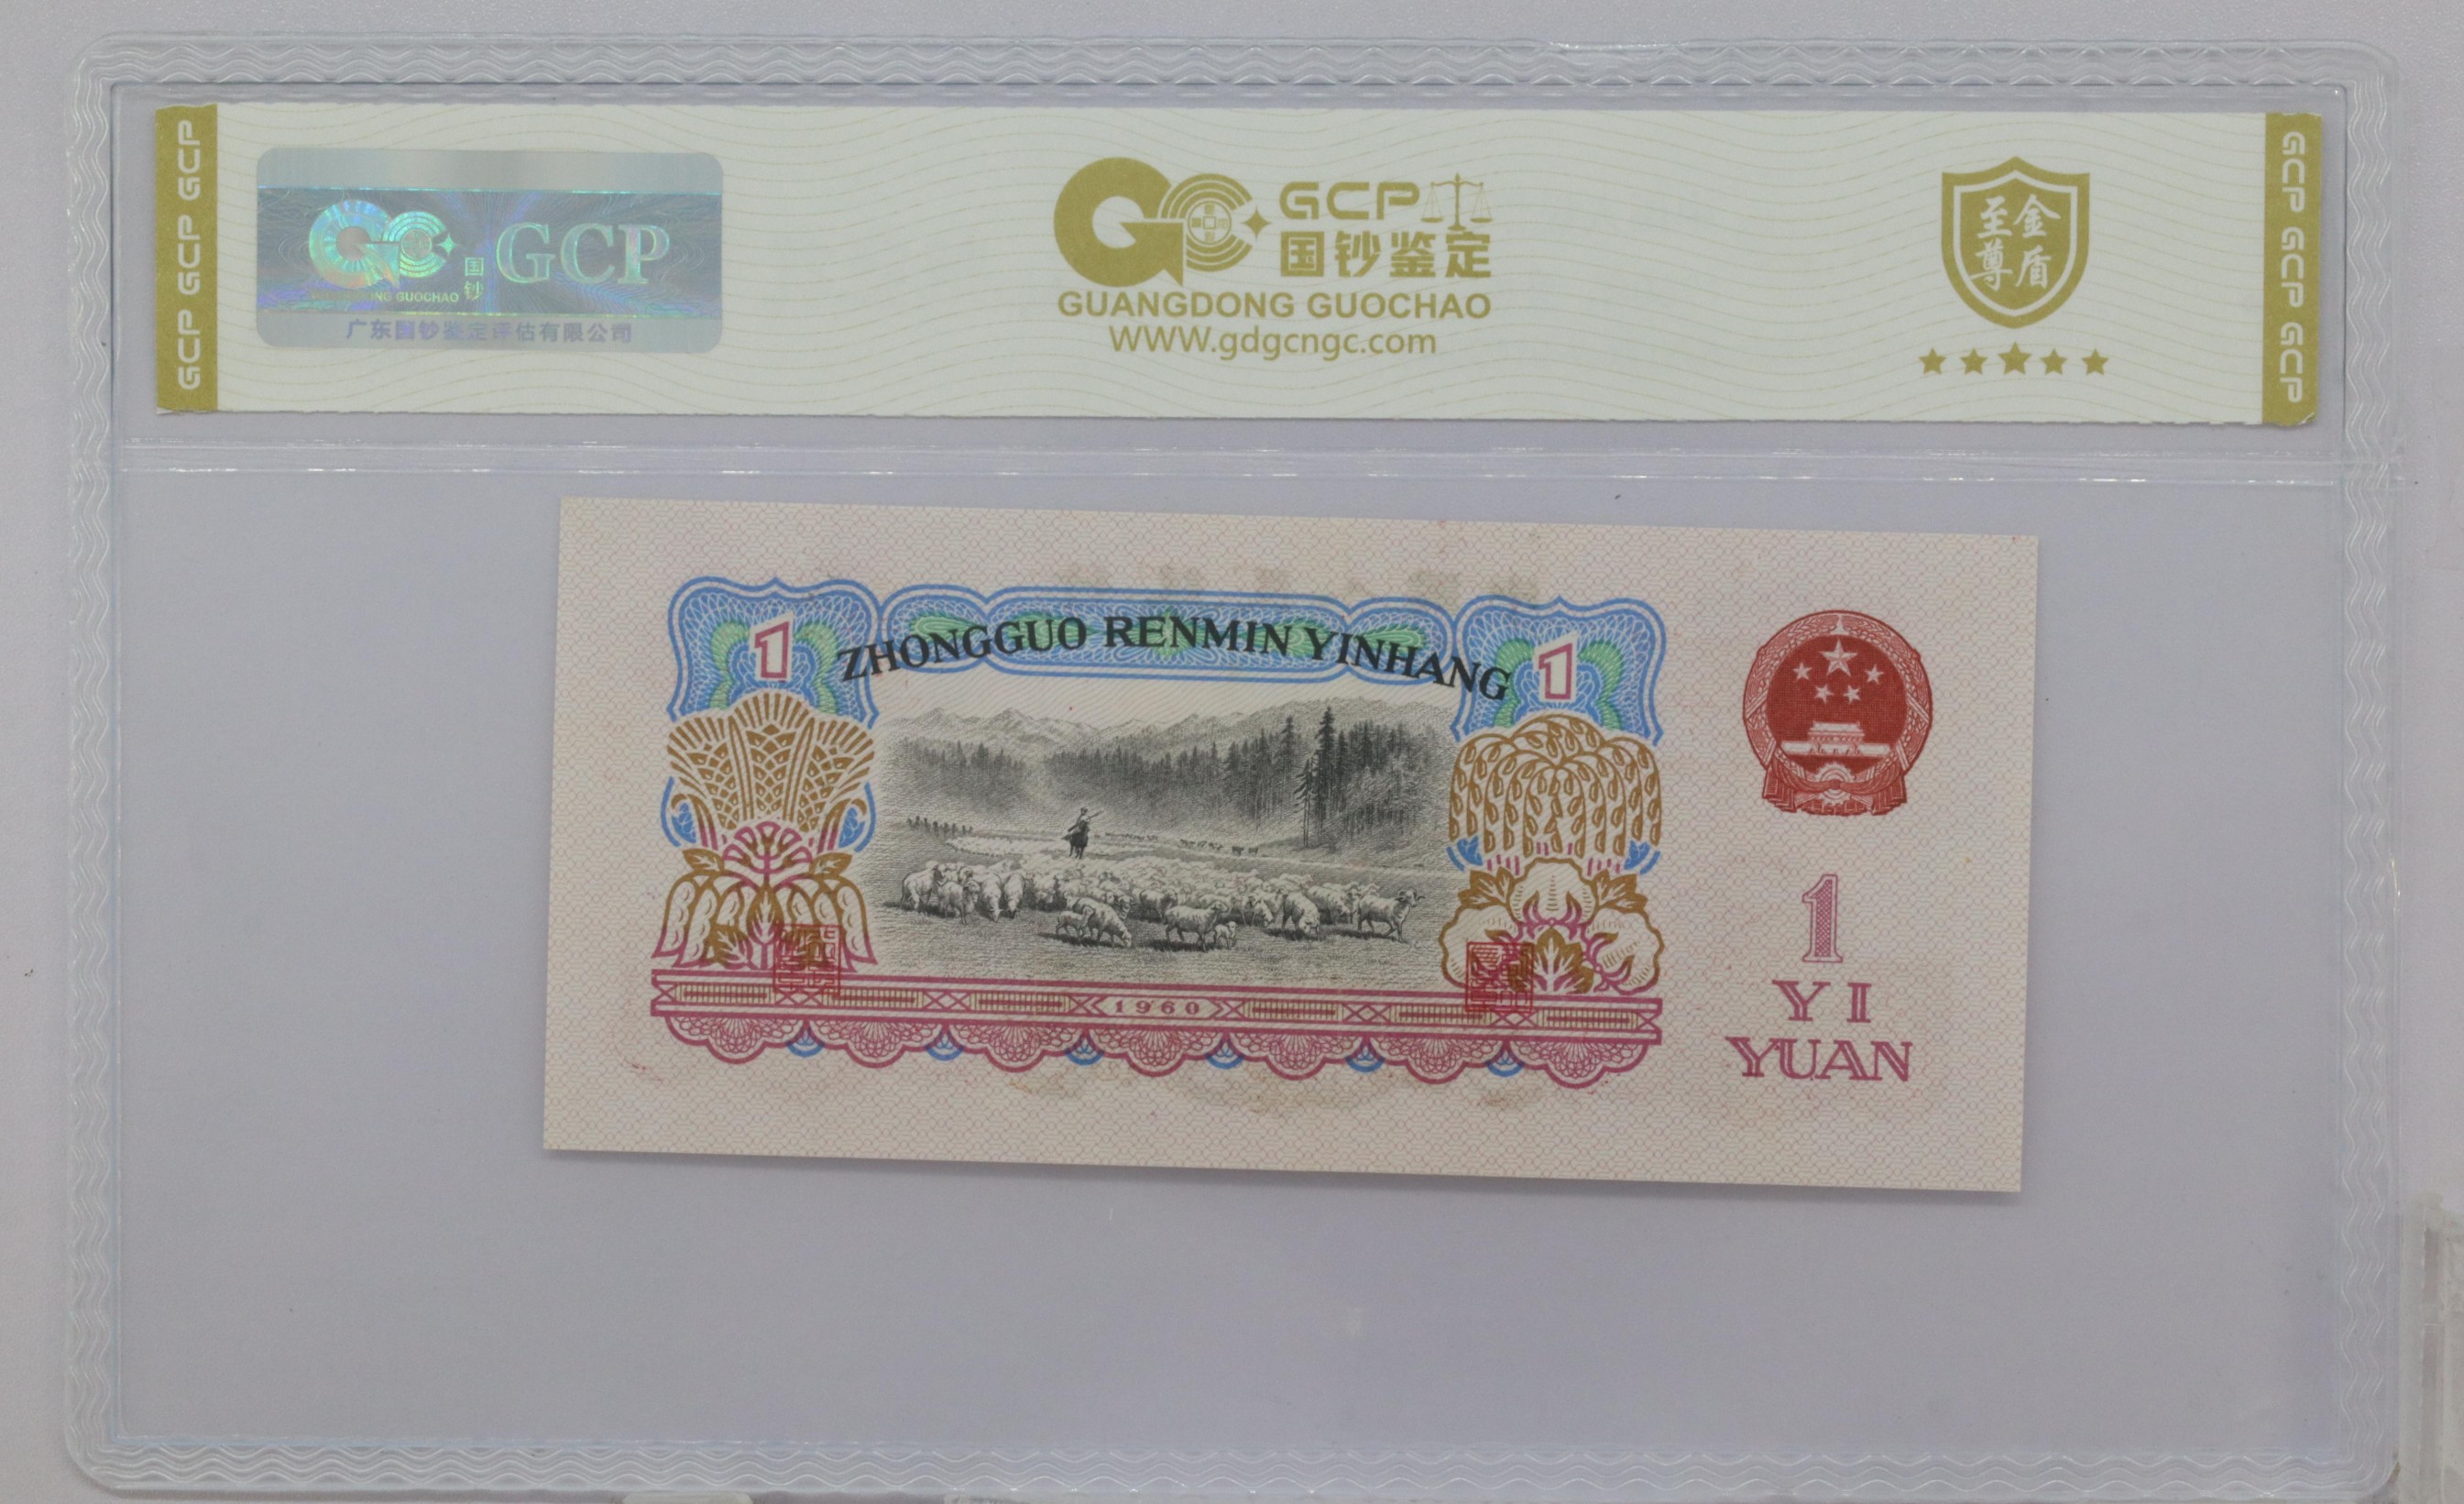 GCP GCP GCP
GCP
国钞
GUANGDONG GUOCHAO
广东国钞鉴定评估有限公司
GCP
国钞鉴定
GUANGDONG GUOCHAO
WWW.gdgcngc.com
至尊金盾
GCP GCP GCP
1
ZHONGGUO RENMIN YINHANG
1
1960
1
YI
YUAN